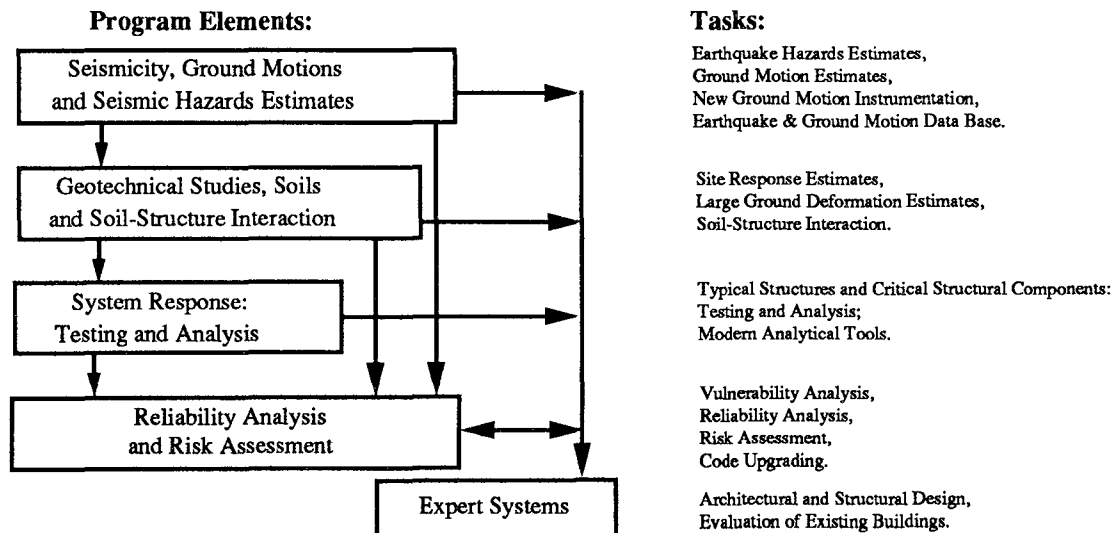 Program Elements:
Seismicity, Ground Motions
and Seismic Hazards Estimates
Geotechnical Studies, Soils
and Soil-Structure Interaction
System Response:
Testing and Analysis
Reliability Analysis
and Risk Assessment
Expert Systems
Tasks:
Earthquake Hazards Estimates,
Ground Motion Estimates,
New Ground Motion Instrumentation,
Earthquake & Ground Motion Data Base.
Site Response Estimates,
Large Ground Deformation Estimates,
Soil-Structure Interaction.
Typical Structures and Critical Structural Components:
Testing and Analysis;
Modern Analytical Tools.
Vulnerability Analysis,
Reliability Analysis,
Risk Assessment,
Code Upgrading.
Architectural and Structural Design,
Evaluation of Existing Buildings.